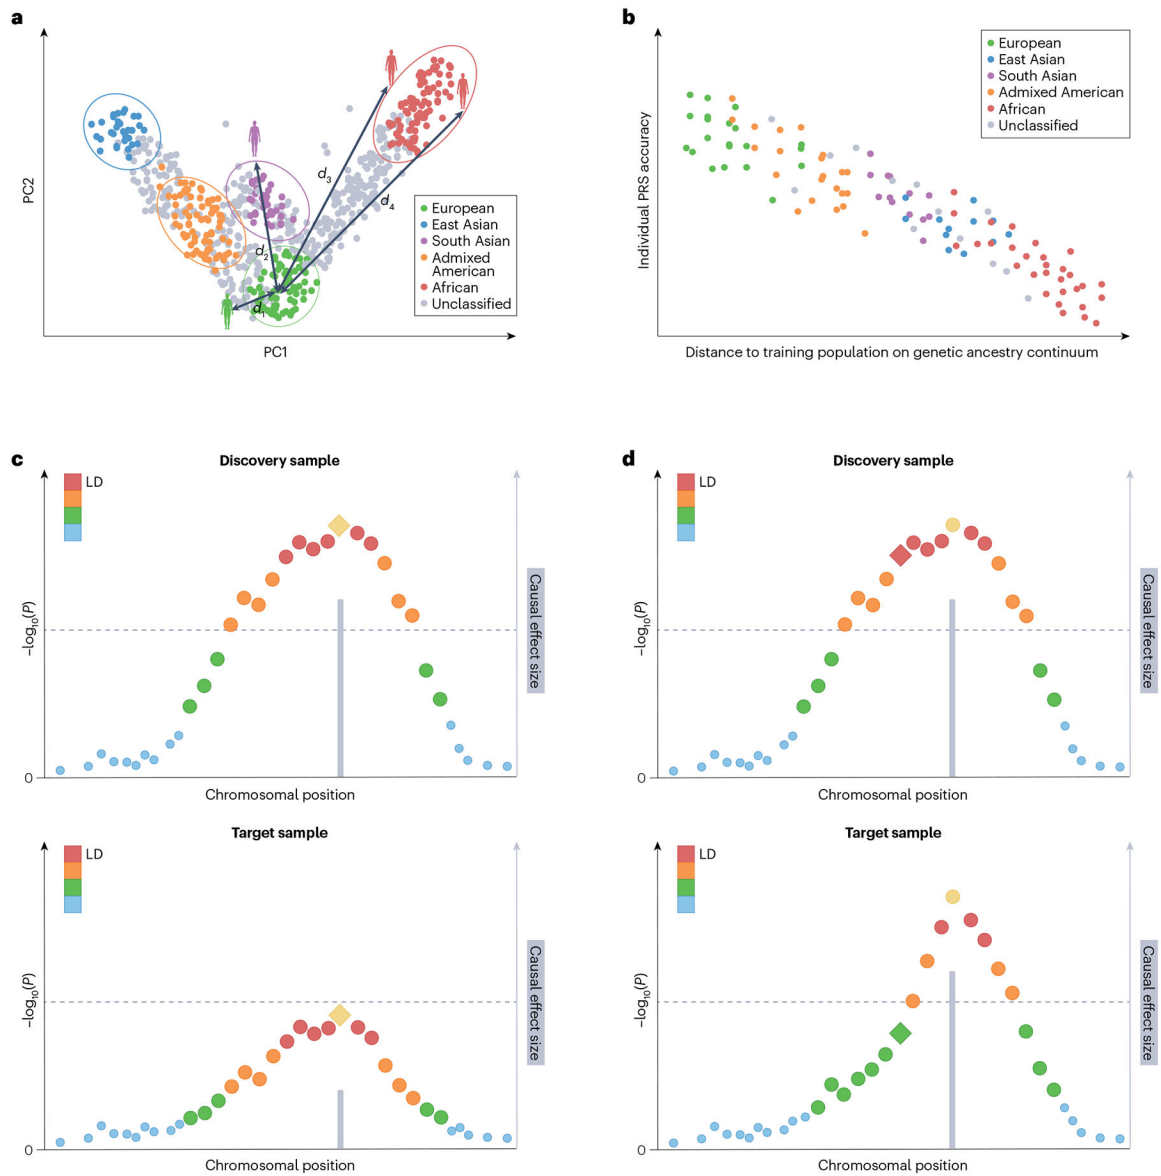 a
PC2
PC1
d3
d4
d2
d1
European
East Asian
South Asian
Admixed
American
African
Unclassified
b
Individual PRS accuracy
Distance to training population on genetic ancestry continuum
European
East Asian
South Asian
Admixed American
African
Unclassified
c
Discovery sample
LD
−log10(P)
Causal effect size
0
Chromosomal position
Target sample
LD
−log10(P)
Causal effect size
0
Chromosomal position
d
Discovery sample
LD
−log10(P)
Causal effect size
0
Chromosomal position
Target sample
LD
−log10(P)
Causal effect size
0
Chromosomal position